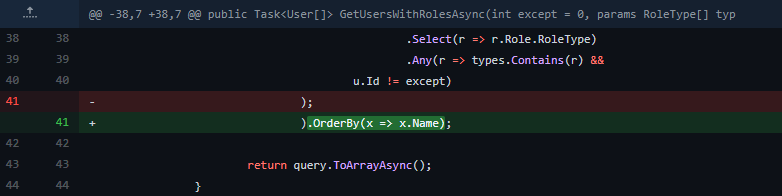 @@ -38,7 +38,7 @@ public Task<User[]> GetUsersWithRolesAsync(int except = 0, params RoleType[] typ
38 38 .Select(r => r.Role.RoleType)
39 39 .Any(r => types.Contains(r) &&
40 40 u.Id != except)
41 - );
41 + ).OrderBy(x => x.Name);
42 42
43 43 return query.ToArrayAsync();
44 44 }